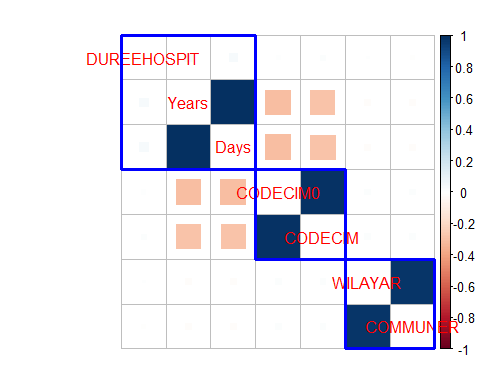 DUREEHOSPIT
Years
Days
CODECIM0
CODECIM
WILAYAR
COMMUNER
1
0.8
0.6
0.4
0.2
0
-0.2
-0.4
-0.6
-0.8
-1